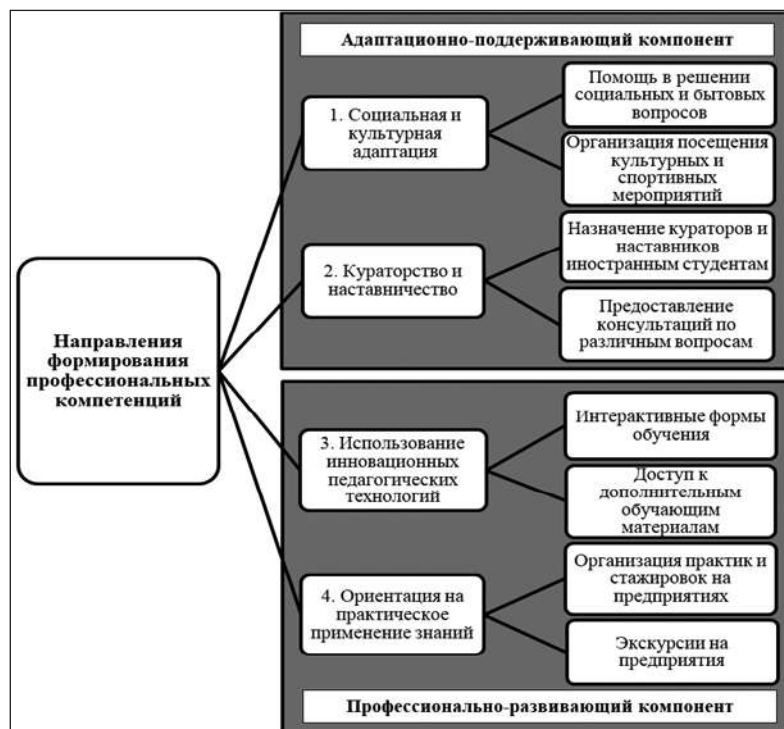 Адаптационно-поддерживающий компонент
Направления
формирования
профессиональных
компетенций
1. Социальная и
культурная
адаптация
Помощь в решении
социальных и бытовых
вопросов
Организация посещения
культурных и
спортивных
мероприятий
2. Кураторство и
наставничество
Назначение кураторов и
наставников
иностранным студентам
Предоставление
консультаций по
различным вопросам
3. Использование
инновационных
педагогических
технологий
Интерактивные формы
обучения
Доступ к
дополнительным
обучающим
материалам
4. Ориентация на
практическое
применение знаний
Организация практик и
стажировок на
предприятиях
Экскурсии на
предприятия
Профессионально-развивающий компонент